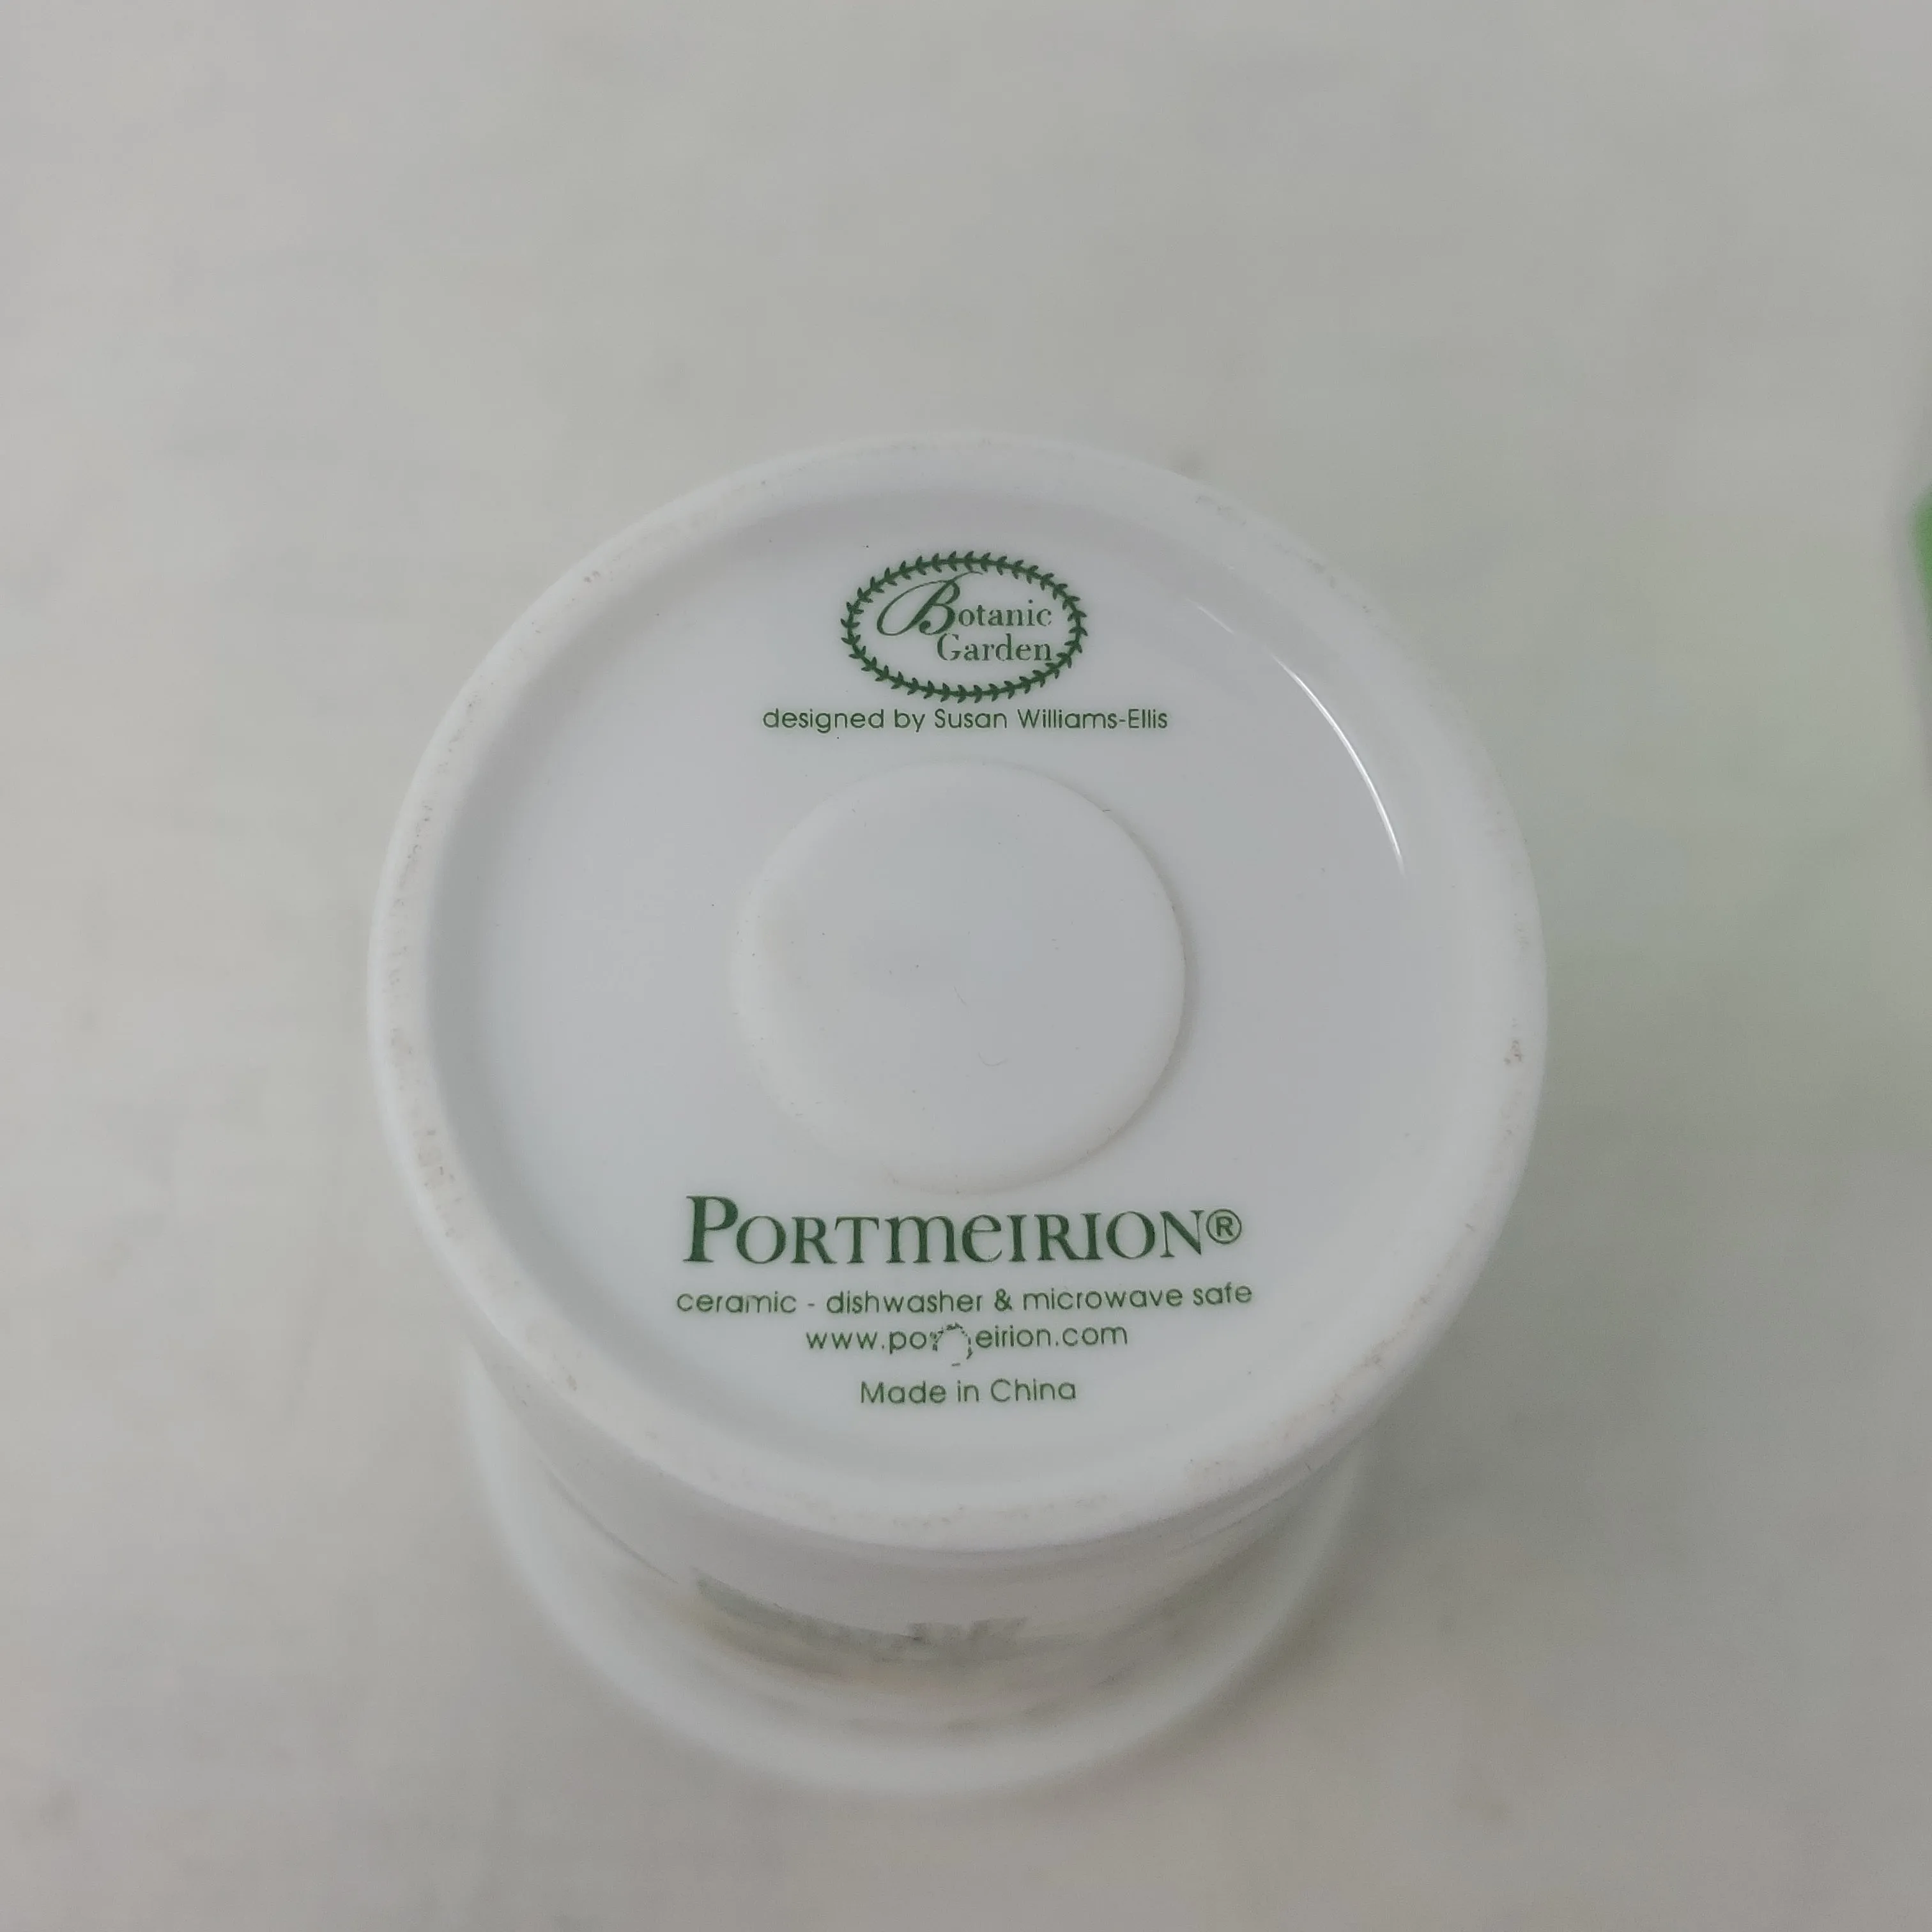 Botanic
Garden
designed by Susan Williams-Ellis
PORTMEIRION®
ceramic - dishwasher & microwave safe
Made in China